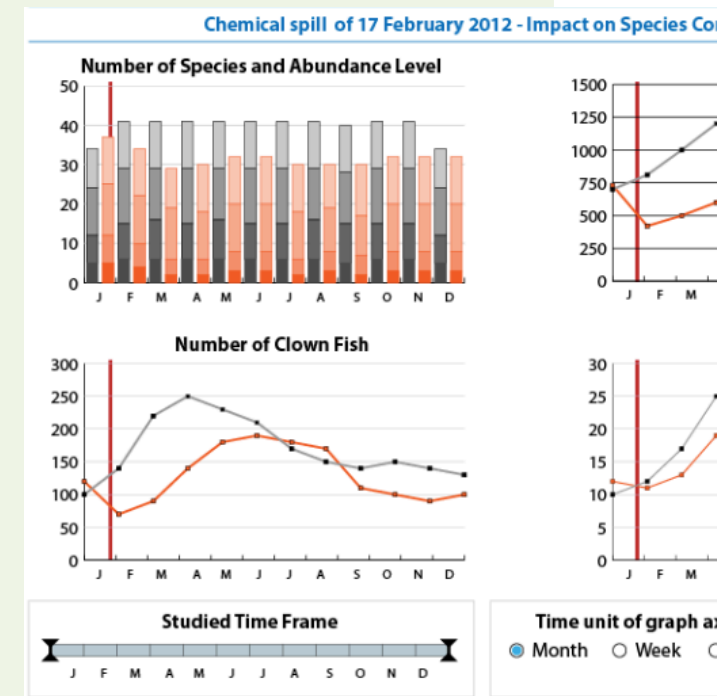 Chemical spill of 17 February 2012 - Impact on Species
Number of Species and Abundance Level
50
40
30
20
10
0
J F M A M J J A S O N D
1500
1250
1000
750
500
250
0
J F M
Number of Clown Fish
300
250
200
150
100
50
0
J F M A M J J A S O N D
30
25
20
15
10
5
0
J F M
Studied Time Frame
J F M A M J J A S O N D
Time unit of graph
Month Week